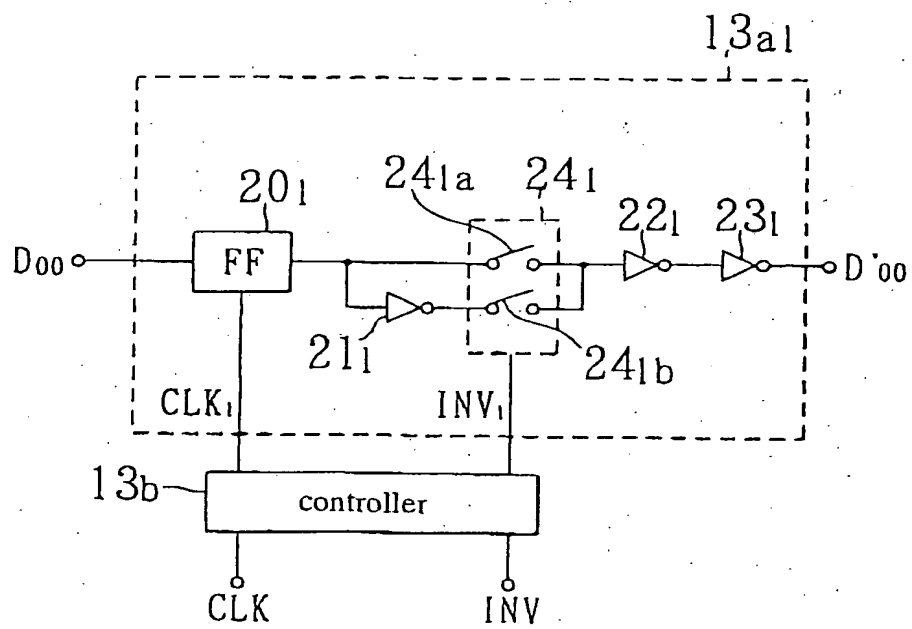 13a1
24₁a
24₁
20₁
22₁
23₁
D₀₀
FF
D'₀₀
21₁
24₁b
CLK₁
INV₁
13b
controller
CLK
INV